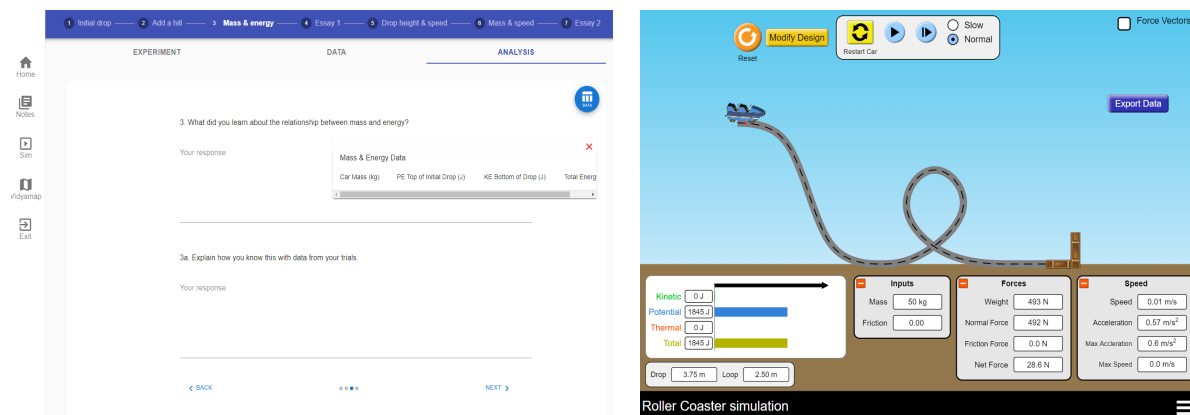 1 Initial drop 2 Add a hill 3 Mass & energy 4 Essay 1 5 Drop height & speed 6 Mass & speed 7 Essay 2
EXPERIMENT DATA ANALYSIS
Home
Notes
Sim
Vidyamap
Exit
DATA
3. What did you learn about the relationship between mass and energy?
Your response
Mass & Energy Data
Car Mass (kg) PE Top of Initial Drop (J) KE Bottom of Drop (J) Total Energ
3a. Explain how you know this with data from your trials.
Your response
BACK NEXT
Reset
Modify Design
Restart Car
Slow
Normal
Force Vectors
Export Data
Kinetic 0 J
Potential 1845 J
Thermal 0 J
Total 1845 J
Drop 3.75 m Loop 2.50 m
Inputs
Mass 50 kg
Friction 0.00
Forces
Weight 493 N
Normal Force 492 N
Friction Force 0.0 N
Net Force 28.6 N
Speed
Speed 0.01 m/s
Acceleration 0.57 m/s²
Max Accleration 0.6 m/s²
Max Speed 0.0 m/s
Roller Coaster simulation